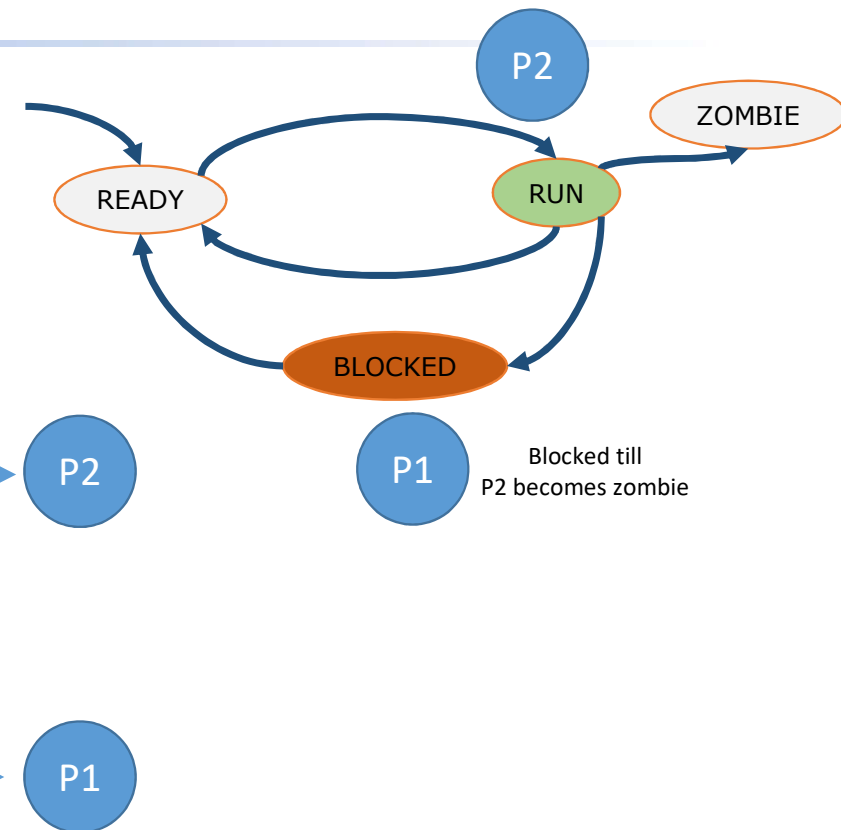 P2
ZOMBIE
READY
RUN
BLOCKED
P2
P1
Blocked till
P2 becomes zombie
P1